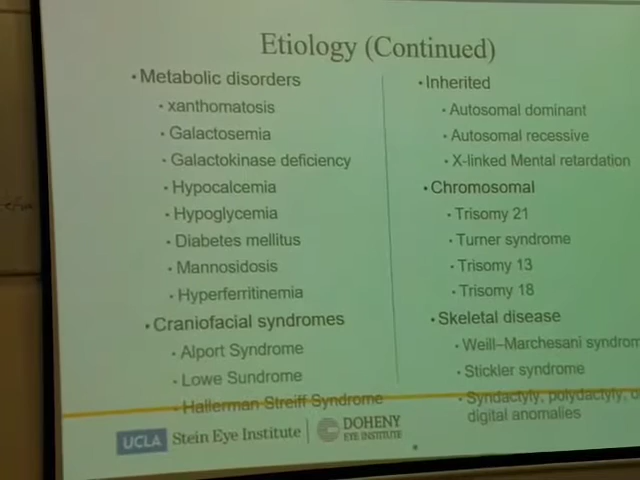 Etiology (Continued)
• Metabolic disorders
• xanthomatosis
• Galactosemia
• Galactokinase deficiency
• Hypocalcemia
• Hypoglycemia
• Diabetes mellitus
• Mannosidosis
• Hyperferritinemia
• Craniofacial syndromes
• Alport Syndrome
• Lowe Sundrome
• Hallerman Streiff Syndrome
• Inherited
• Autosomal dominant
• Autosomal recessive
• X-linked Mental retardation
• Chromosomal
• Trisomy 21
• Turner syndrome
• Trisomy 13
• Trisomy 18
• Skeletal disease
• Weill–Marchesani syndrom
• Stickler syndrome
• Syndactyly, polydactyly, o
digital anomalies
UCLA Stein Eye Institute
DOHENY
EYE INSTITUTE